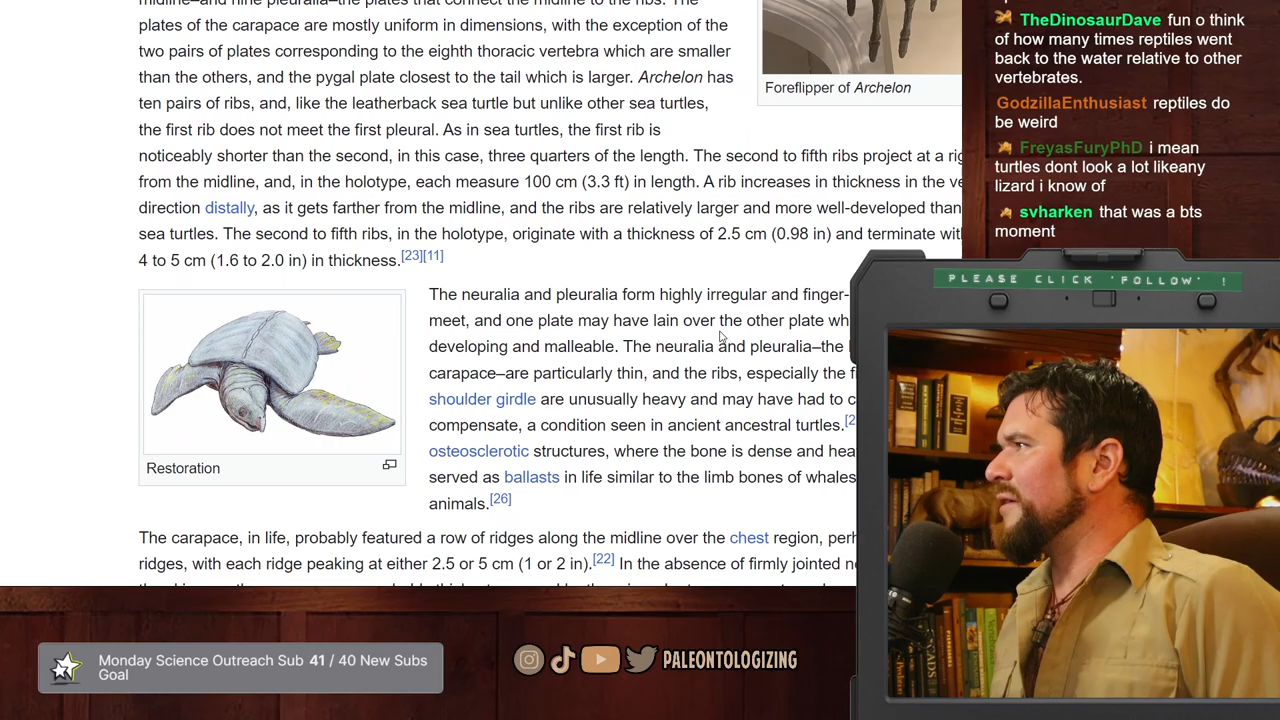 midline–and nine pleuralia–the plates that connect the midline to the ribs. The
plates of the carapace are mostly uniform in dimensions, with the exception of the
two pairs of plates corresponding to the eighth thoracic vertebra which are smaller
than the others, and the pygal plate closest to the tail which is larger. Archelon has
ten pairs of ribs, and, like the leatherback sea turtle but unlike other sea turtles,
the first rib does not meet the first pleural. As in sea turtles, the first rib is
noticeably shorter than the second, in this case, three quarters of the length. The second to fifth ribs project at a
from the midline, and, in the holotype, each measure 100 cm (3.3 ft) in length. A rib increases in thickness in the
direction distally, as it gets farther from the midline, and the ribs are relatively larger and more well-developed than
sea turtles. The second to fifth ribs, in the holotype, originate with a thickness of 2.5 cm (0.98 in) and terminate
4 to 5 cm (1.6 to 2.0 in) in thickness.[23][11]
Foreflipper of Archelon
The neuralia and pleuralia form highly irregular and finger-
meet, and one plate may have lain over the other plate
developing and malleable. The neuralia and pleuralia–the
carapace–are particularly thin, and the ribs, especially the
shoulder girdle are unusually heavy and may have had to
compensate, a condition seen in ancient ancestral turtles.
osteosclerotic structures, where the bone is dense and
served as ballasts in life similar to the limb bones of whales
animals.[26]
Restoration
The carapace, in life, probably featured a row of ridges along the midline over the chest region,
ridges, with each ridge peaking at either 2.5 or 5 cm (1 or 2 in).[22] In the absence of firmly jointed
TheDinosaurDave fun o think
of how many times reptiles went
back to the water relative to other
vertebrates.
GodzillaEnthusiast reptiles do
be weird
FreyasFuryPhD i mean
turtles dont look a lot likeany
lizard i know of
svharken that was a bts
moment
PLEASE CLICK 'FOLLOW' !
Monday Science Outreach Sub 41 / 40 New Subs
Goal
PALEONTOLOGIZING